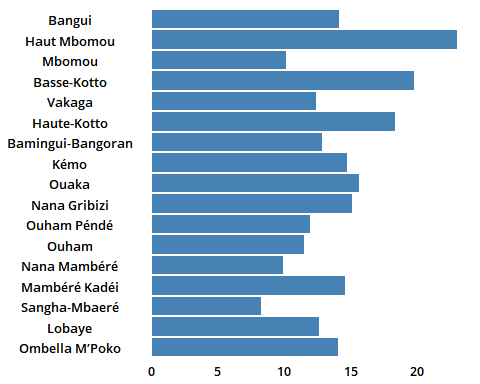 Bangui
Haut Mbomou
Mbomou
Basse-Kotto
Vakaga
Haute-Kotto
Bamingui-Bangoran
Kémo
Ouaka
Nana Gribizi
Ouham Péndé
Ouham
Nana Mambéré
Mambéré Kadéi
Sangha-Mbaeré
Lobaye
Ombella M’Poko
0 5 10 15 20